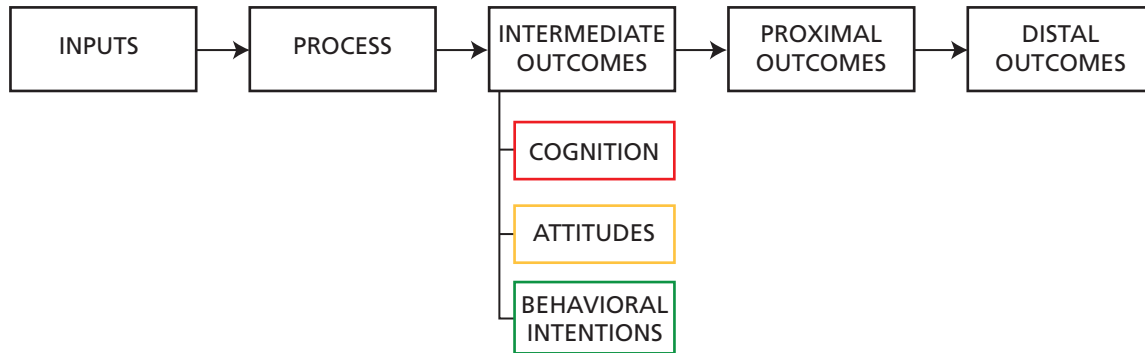 INPUTS
PROCESS
INTERMEDIATE
OUTCOMES
PROXIMAL
OUTCOMES
DISTAL
OUTCOMES
COGNITION
ATTITUDES
BEHAVIORAL
INTENTIONS